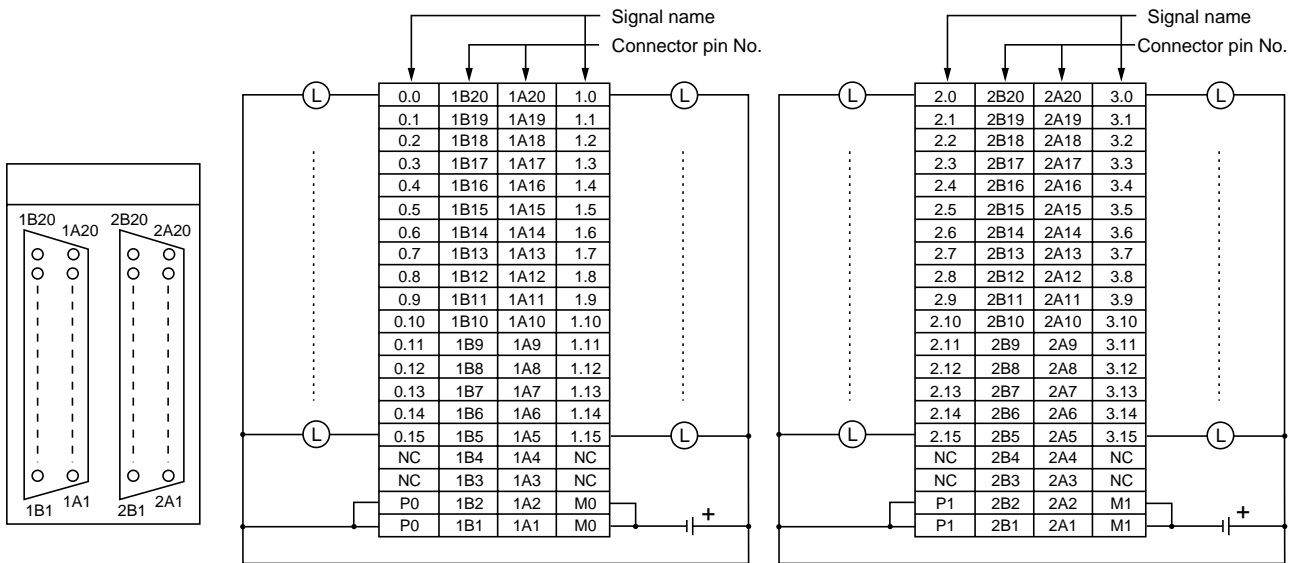 Signal name
Connector pin No.
Signal name
Connector pin No.
1B20 1A20 2B20 2A20
1B1 1A1 2B1 2A1
L 0.0 1B20 1A20 1.0 L
0.1 1B19 1A19 1.1
0.2 1B18 1A18 1.2
0.3 1B17 1A17 1.3
0.4 1B16 1A16 1.4
0.5 1B15 1A15 1.5
0.6 1B14 1A14 1.6
0.7 1B13 1A13 1.7
0.8 1B12 1A12 1.8
0.9 1B11 1A11 1.9
0.10 1B10 1A10 1.10
0.11 1B9 1A9 1.11
0.12 1B8 1A8 1.12
0.13 1B7 1A7 1.13
0.14 1B6 1A6 1.14
L 0.15 1B5 1A5 1.15 L
NC 1B4 1A4 NC
NC 1B3 1A3 NC
P0 1B2 1A2 M0
P0 1B1 1A1 M0 +
L 2.0 2B20 2A20 3.0 L
2.1 2B19 2A19 3.1
2.2 2B18 2A18 3.2
2.3 2B17 2A17 3.3
2.4 2B16 2A16 3.4
2.5 2B15 2A15 3.5
2.6 2B14 2A14 3.6
2.7 2B13 2A13 3.7
2.8 2B12 2A12 3.8
2.9 2B11 2A11 3.9
2.10 2B10 2A10 3.10
2.11 2B9 2A9 3.11
2.12 2B8 2A8 3.12
2.13 2B7 2A7 3.13
2.14 2B6 2A6 3.14
L 2.15 2B5 2A5 3.15 L
NC 2B4 2A4 NC
NC 2B3 2A3 NC
P1 2B2 2A2 M1
P1 2B1 2A1 M1 +